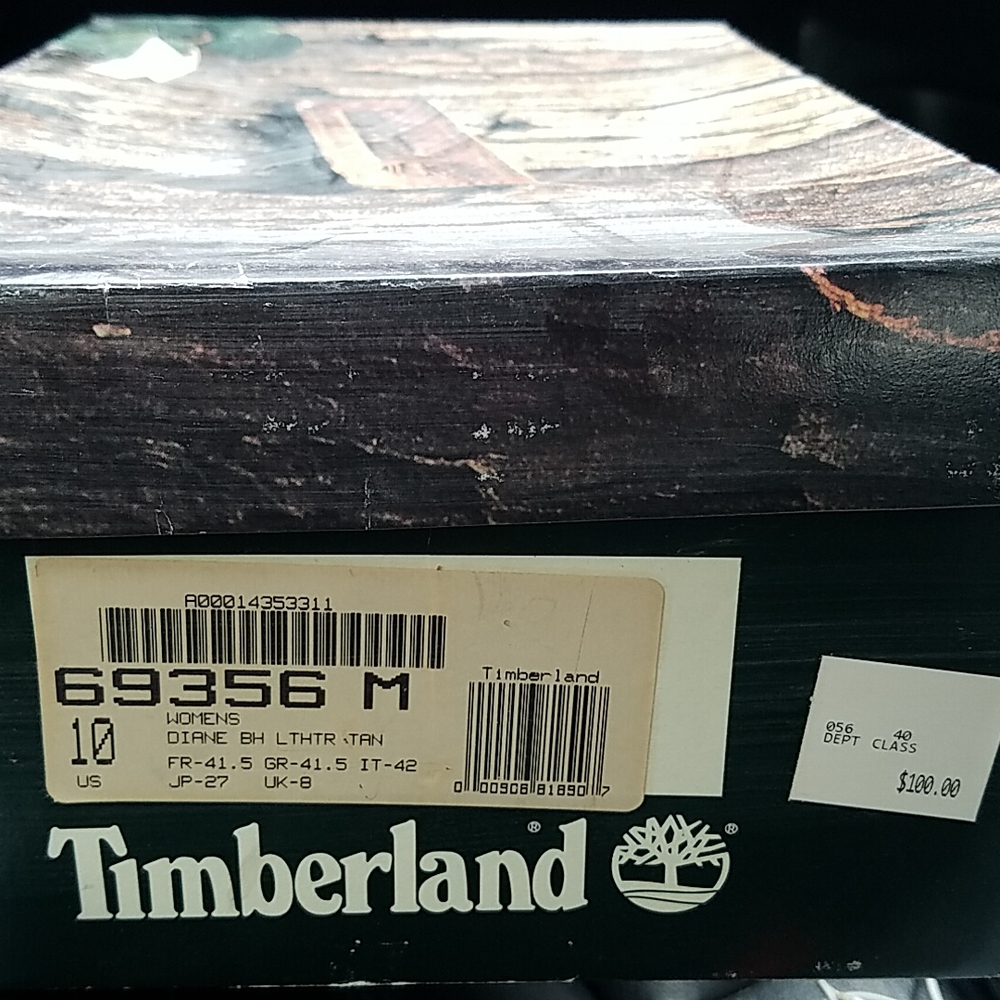 A00014353311
69356 M
10
US
WOMENS
DIANE BH LTHTR TAN
FR-41.5 GR-41.5 IT-42
JP-27 UK-8
Timberland
0 00908 81890 7
056 40
DEPT CLASS
$100.00
Timberland®
®